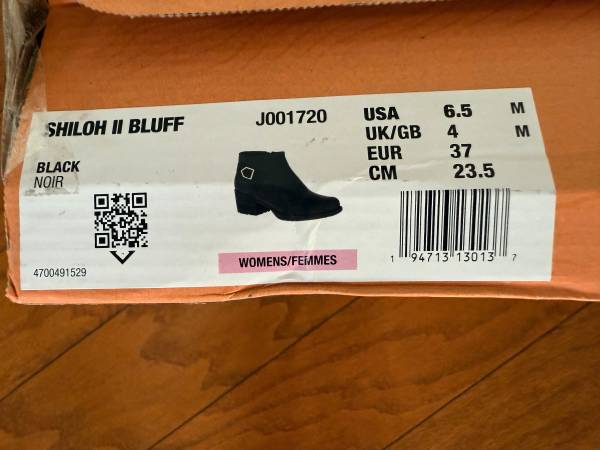 SHILOH II BLUFF
J001720
BLACK
NOIR
USA 6.5 M
UK/GB 4 M
EUR 37
CM 23.5
WOMENS/FEMMES
4700491529
1 94713 13013 7